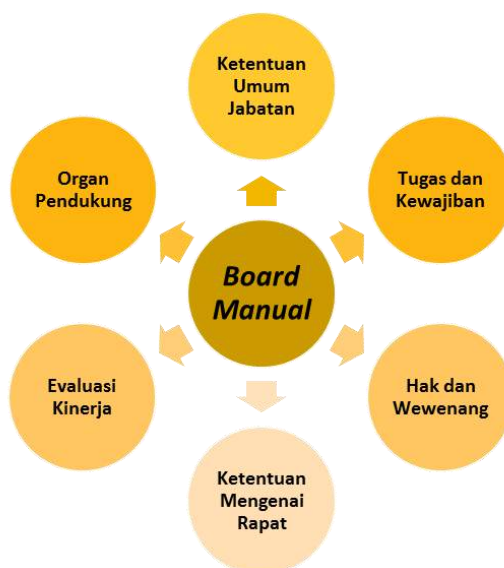 Ketentuan
Umum
Jabatan
Organ
Pendukung
Tugas dan
Kewajiban
Board
Manual
Evaluasi
Kinerja
Hak dan
Wewenang
Ketentuan
Mengenai
Rapat